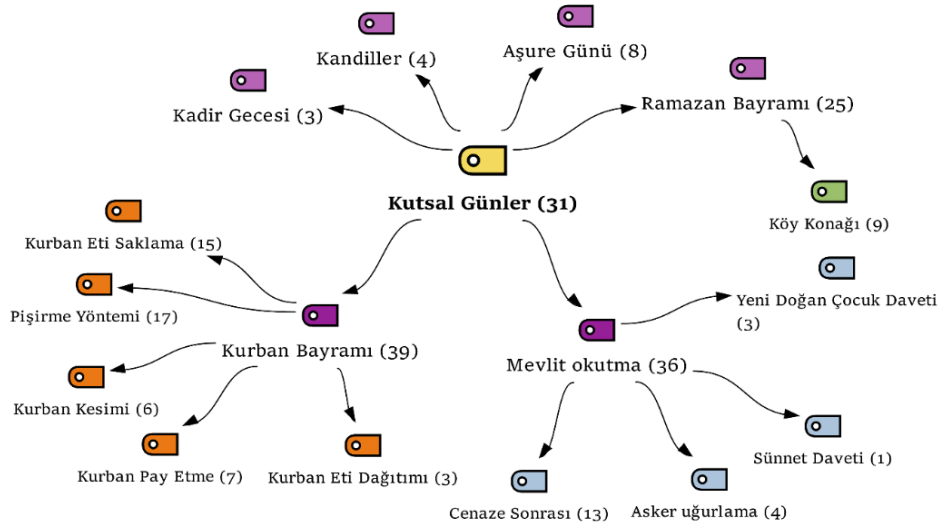 Kandiller (4)
Aşure Günü (8)
Kadir Gecesi (3)
Ramazan Bayramı (25)
Kutsal Günler (31)
Köy Konağı (9)
Kurban Eti Saklama (15)
Pişirme Yöntemi (17)
Yeni Doğan Çocuk Daveti
(3)
Kurban Bayramı (39)
Mevlit okutma (36)
Kurban Kesimi (6)
Kurban Pay Etme (7)
Kurban Eti Dağıtımı (3)
Sünnet Daveti (1)
Cenaze Sonrası (13)
Asker uğurlama (4)